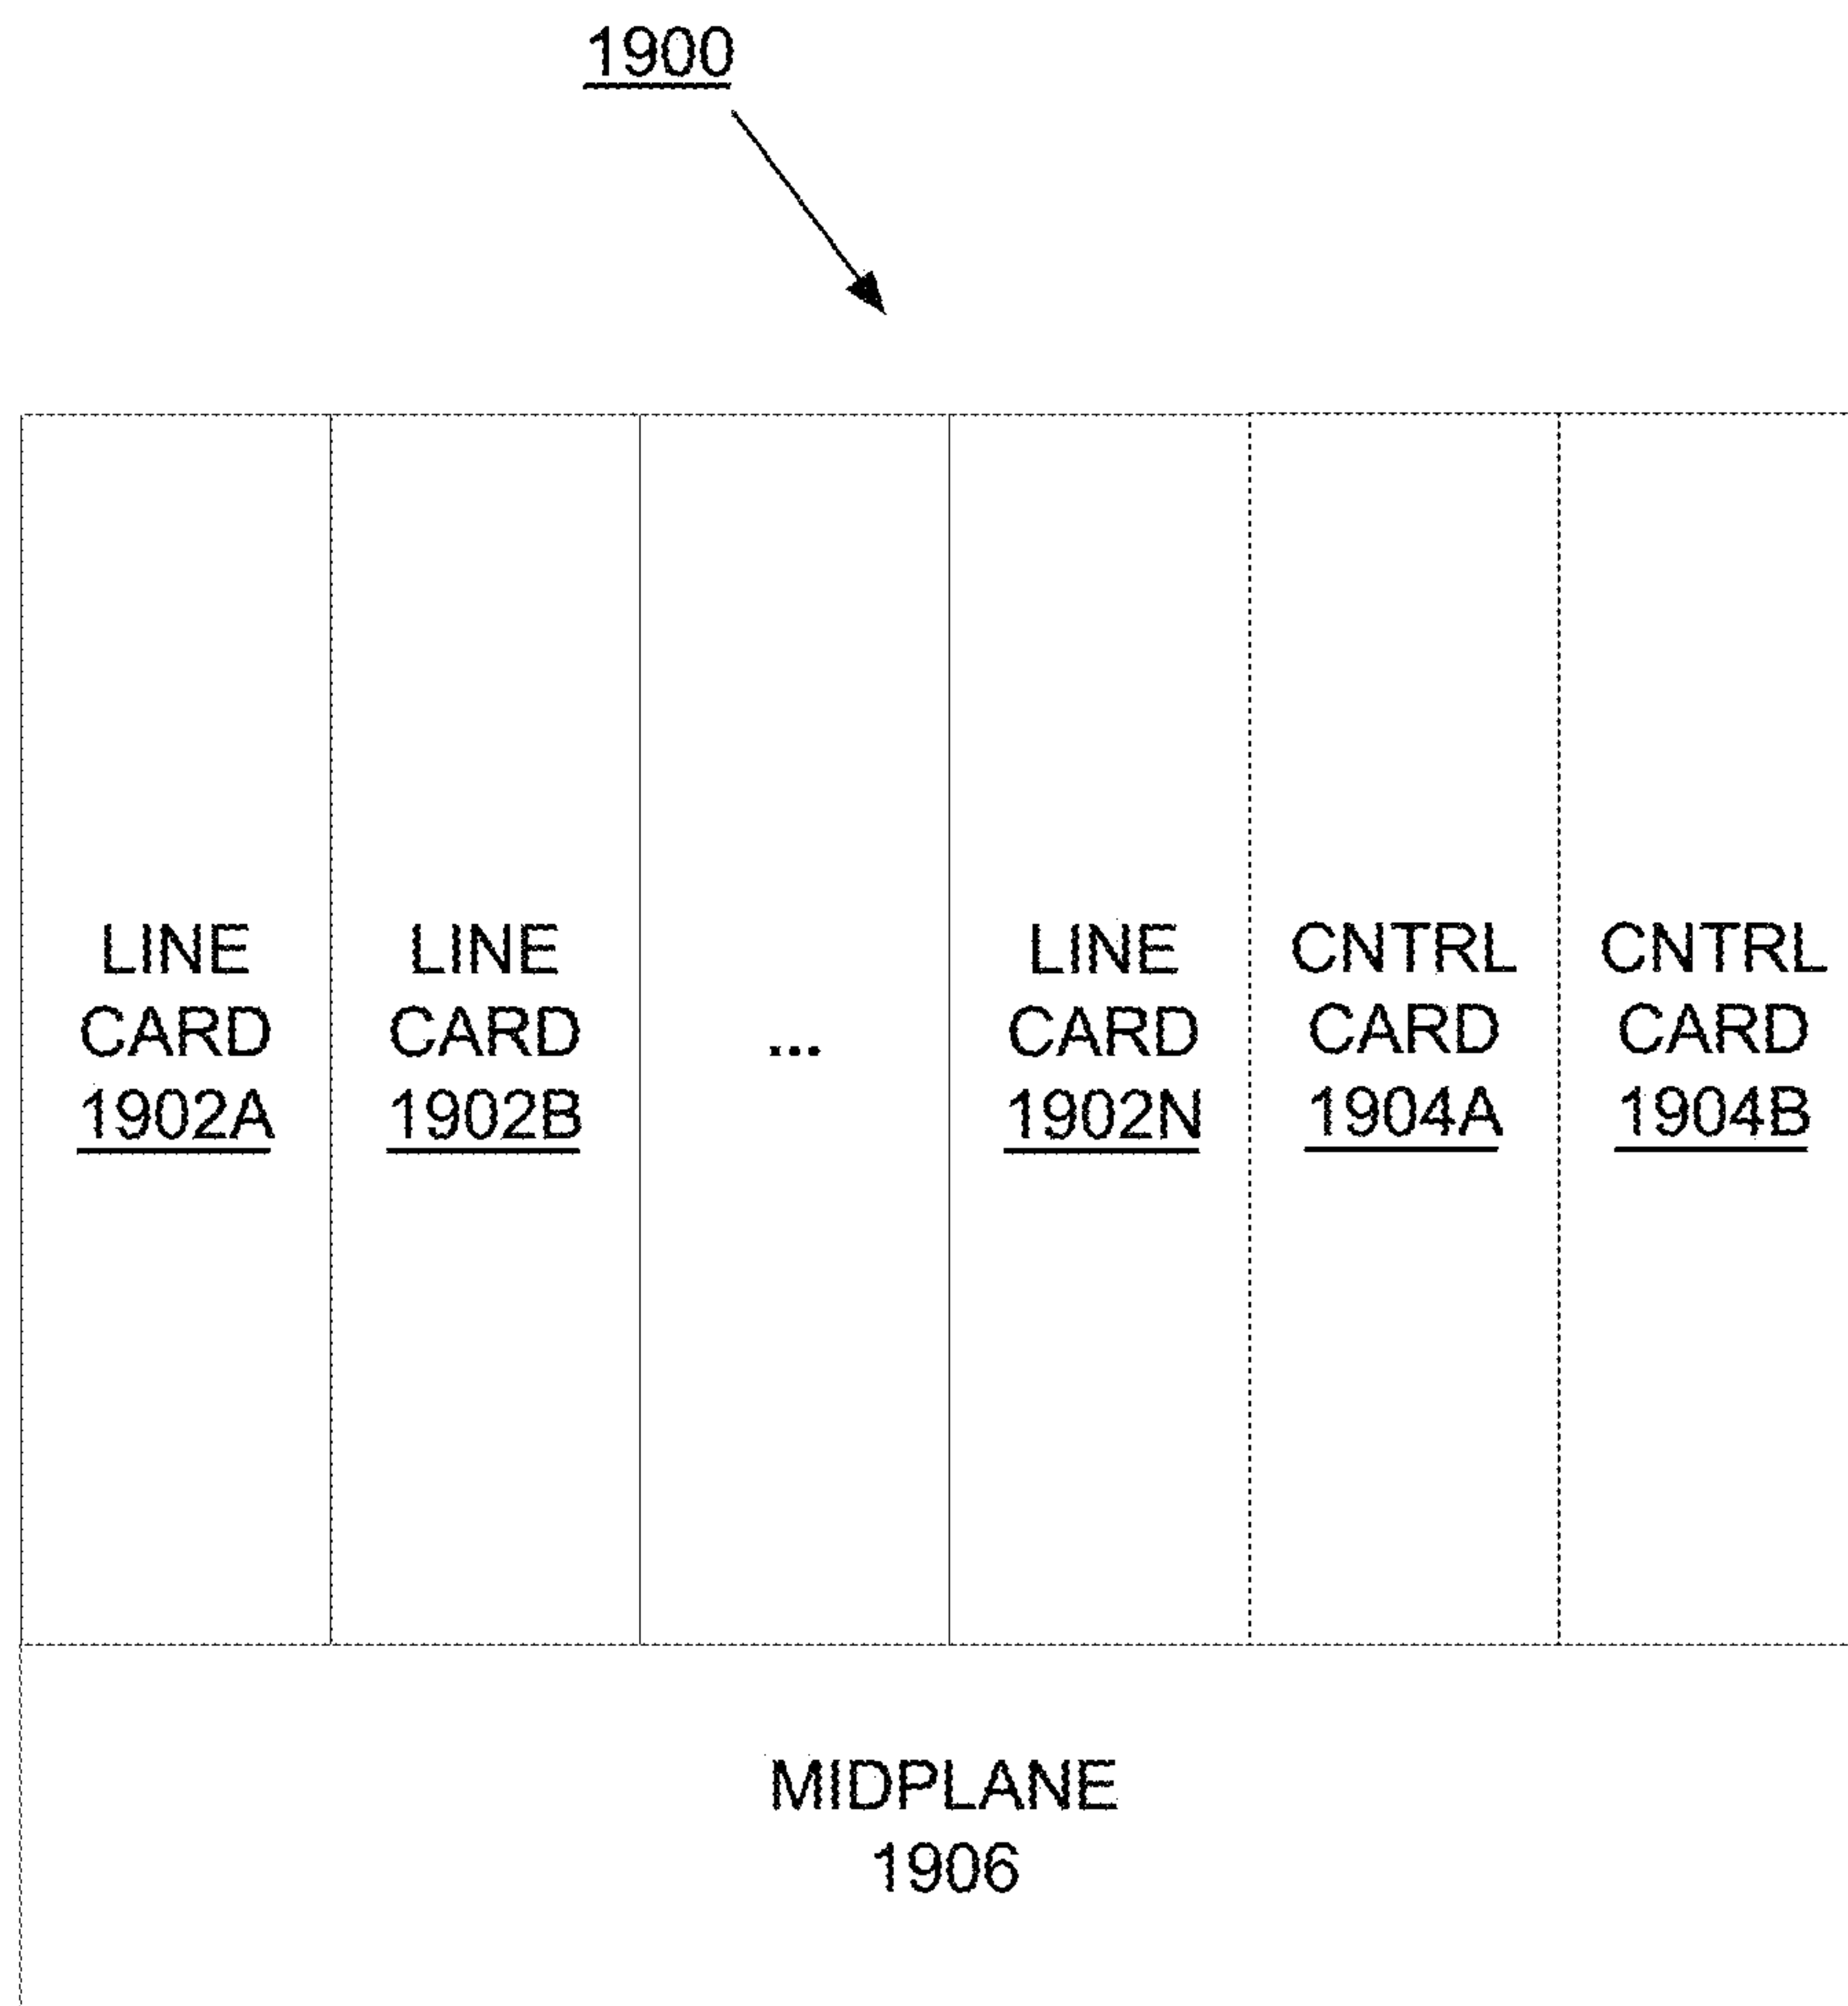 1900
LINE
CARD
1902A
LINE
CARD
1902B
...
LINE
CARD
1902N
CNTRL
CARD
1904A
CNTRL
CARD
1904B
MIDPLANE
1906